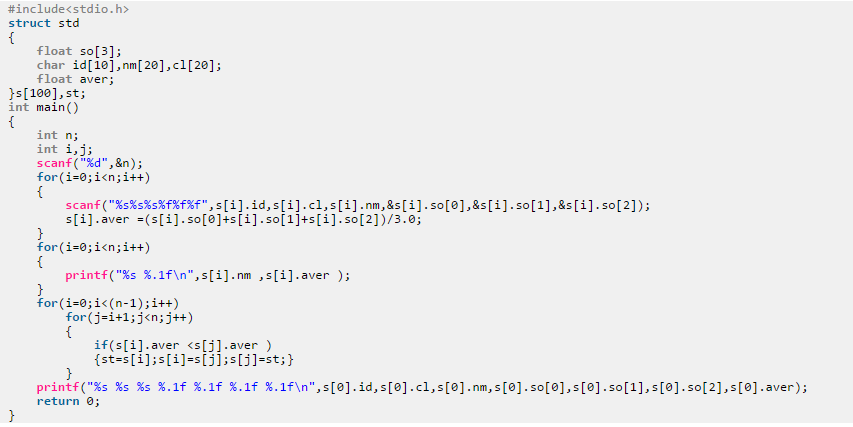 #include<stdio.h>
struct std
{
    float so[3];
    char id[10],nm[20],cl[20];
    float aver;
}s[100],st;
int main()
{
    int n;
    int i,j;
    scanf("%d",&n);
    for(i=0;i<n;i++)
    {
        scanf("%s%s%s%f%f%f",s[i].id,s[i].cl,s[i].nm,&s[i].so[0],&s[i].so[1],&s[i].so[2]);
        s[i].aver =(s[i].so[0]+s[i].so[1]+s[i].so[2])/3.0;
    }
    for(i=0;i<n;i++)
    {
        printf("%s %.1f\n",s[i].nm ,s[i].aver );
    }
    for(i=0;i<(n-1);i++)
        for(j=i+1;j<n;j++)
        {
            if(s[i].aver <s[j].aver )
            {st=s[i];s[i]=s[j];s[j]=st;}
        }
    printf("%s %s %s %.1f %.1f %.1f %.1f\n",s[0].id,s[0].cl,s[0].nm,s[0].so[0],s[0].so[1],s[0].so[2],s[0].aver);
    return 0;
}